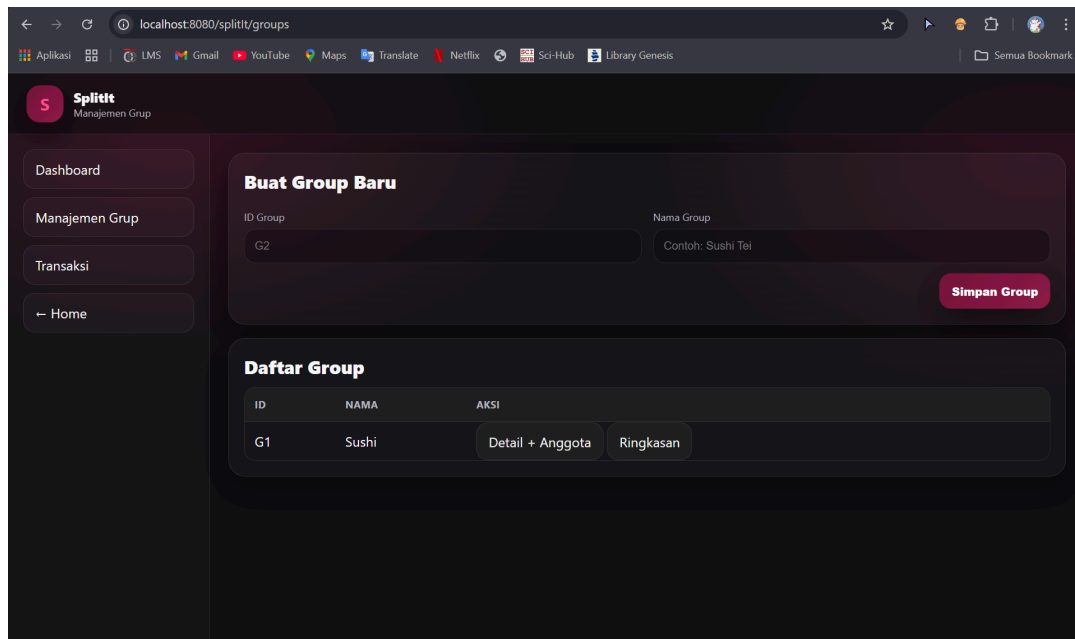 localhost:8080/splitIt/groups
Aplikasi LMS Gmail YouTube Maps Translate Netflix SCI HUB Sci-Hub Library Genesis Semua Bookmark
S SplitIt
Manajemen Grup
Dashboard
Manajemen Grup
Transaksi
← Home
Buat Group Baru
ID Group Nama Group
G2 Contoh: Sushi Tei
Simpan Group
Daftar Group
ID NAMA AKSI
G1 Sushi Detail + Anggota Ringkasan